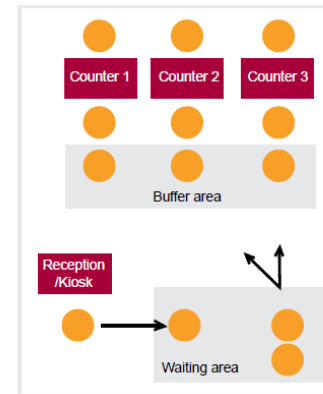 Counter 1
Counter 2
Counter 3
Buffer area
Reception
/Kiosk
Waiting area